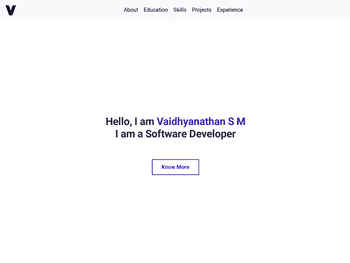 V
About Education Skills Projects Experience
Hello, I am Vaidhyanathan S M
I am a Software Developer
Know More